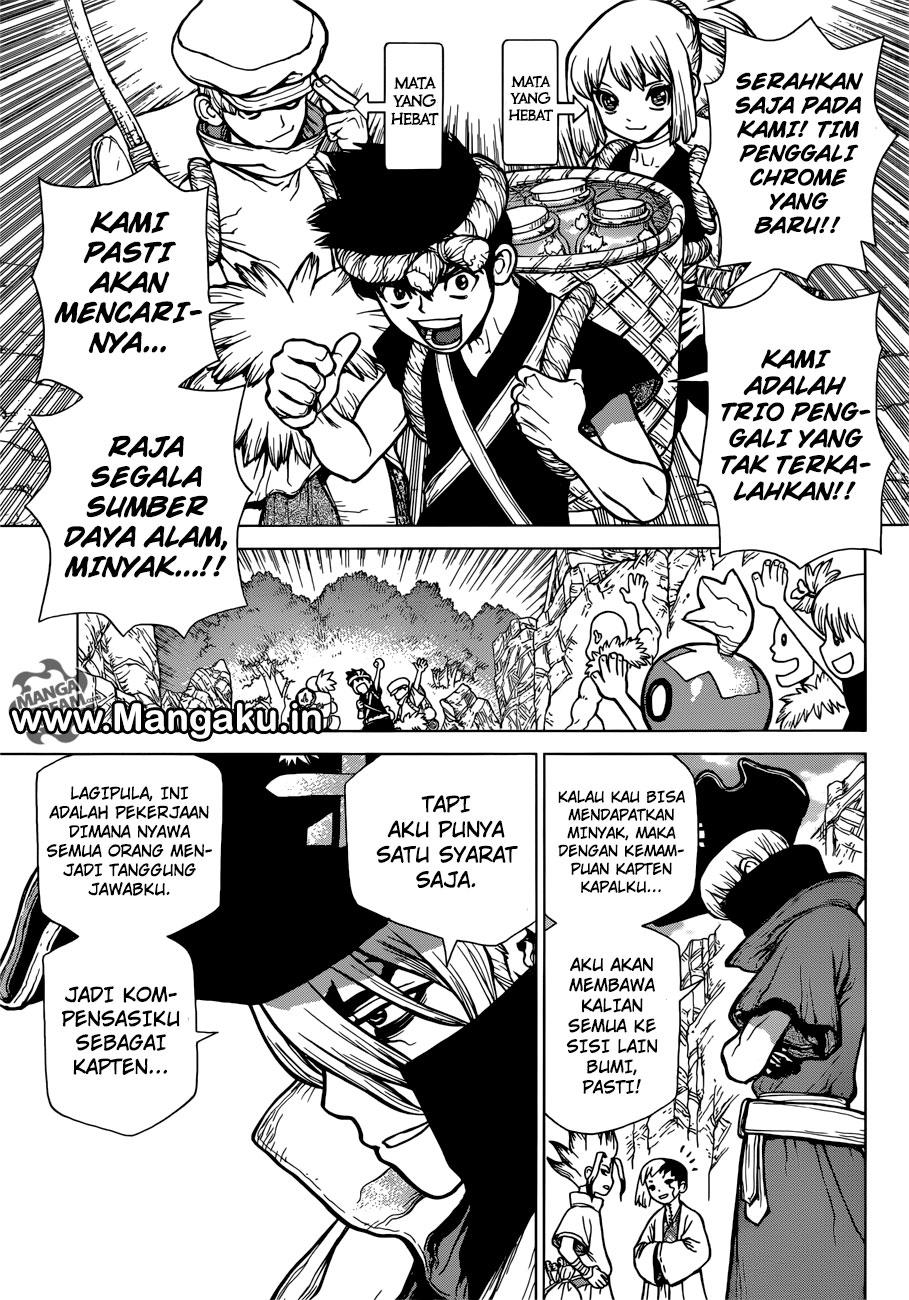 SERAHKAN
SAJA PADA
KAMI! TIM
PENGGALI
CHROME
YANG
BARU!!
MATA
YANG
HEBAT
MATA
YANG
HEBAT
KAMI
ADALAH
TRIO PENG-
GALI YANG
TAK TERKA-
LAHKAN!!
KAMI
PASTI
AKAN
MENCARI-
NYA...
RAJA
SEGALA
SUMBER
DAYA ALAM,
MINYAK...!!
MANGA
STREAM.com
www.Mangaku.in
KALAU KAU BISA
MENDAPATKAN
MINYAK, MAKA
DENGAN KEMAM-
PUAN KAPTEN
KAPALKU...
AKU AKAN
MEMBAWA
KALIAN
SEMUA KE
SISI LAIN
BUMI,
PASTI!
TAPI
AKU PUNYA
SATU SYARAT
SAJA.
LAGIPULA, INI
ADALAH PEKERJAAN
DIMANA NYAWA
SEMUA ORANG MEN-
JADI TANGGUNG
JAWABKU.
JADI KOM-
PENSASIKU
SEBAGAI
KAPTEN...